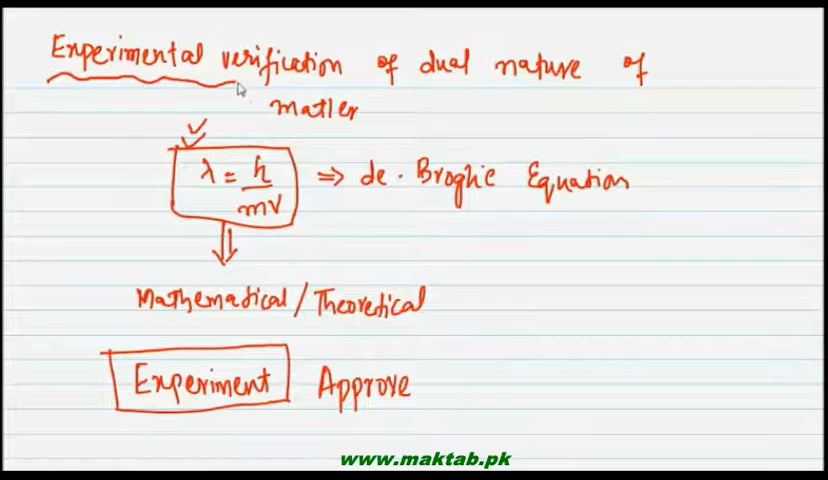 Experimental verification of dual nature of
matter
λ = h/mv ⇒ de-Broglie Equation
Mathematical/Theoretical
Experiment Approve
www.maktab.pk